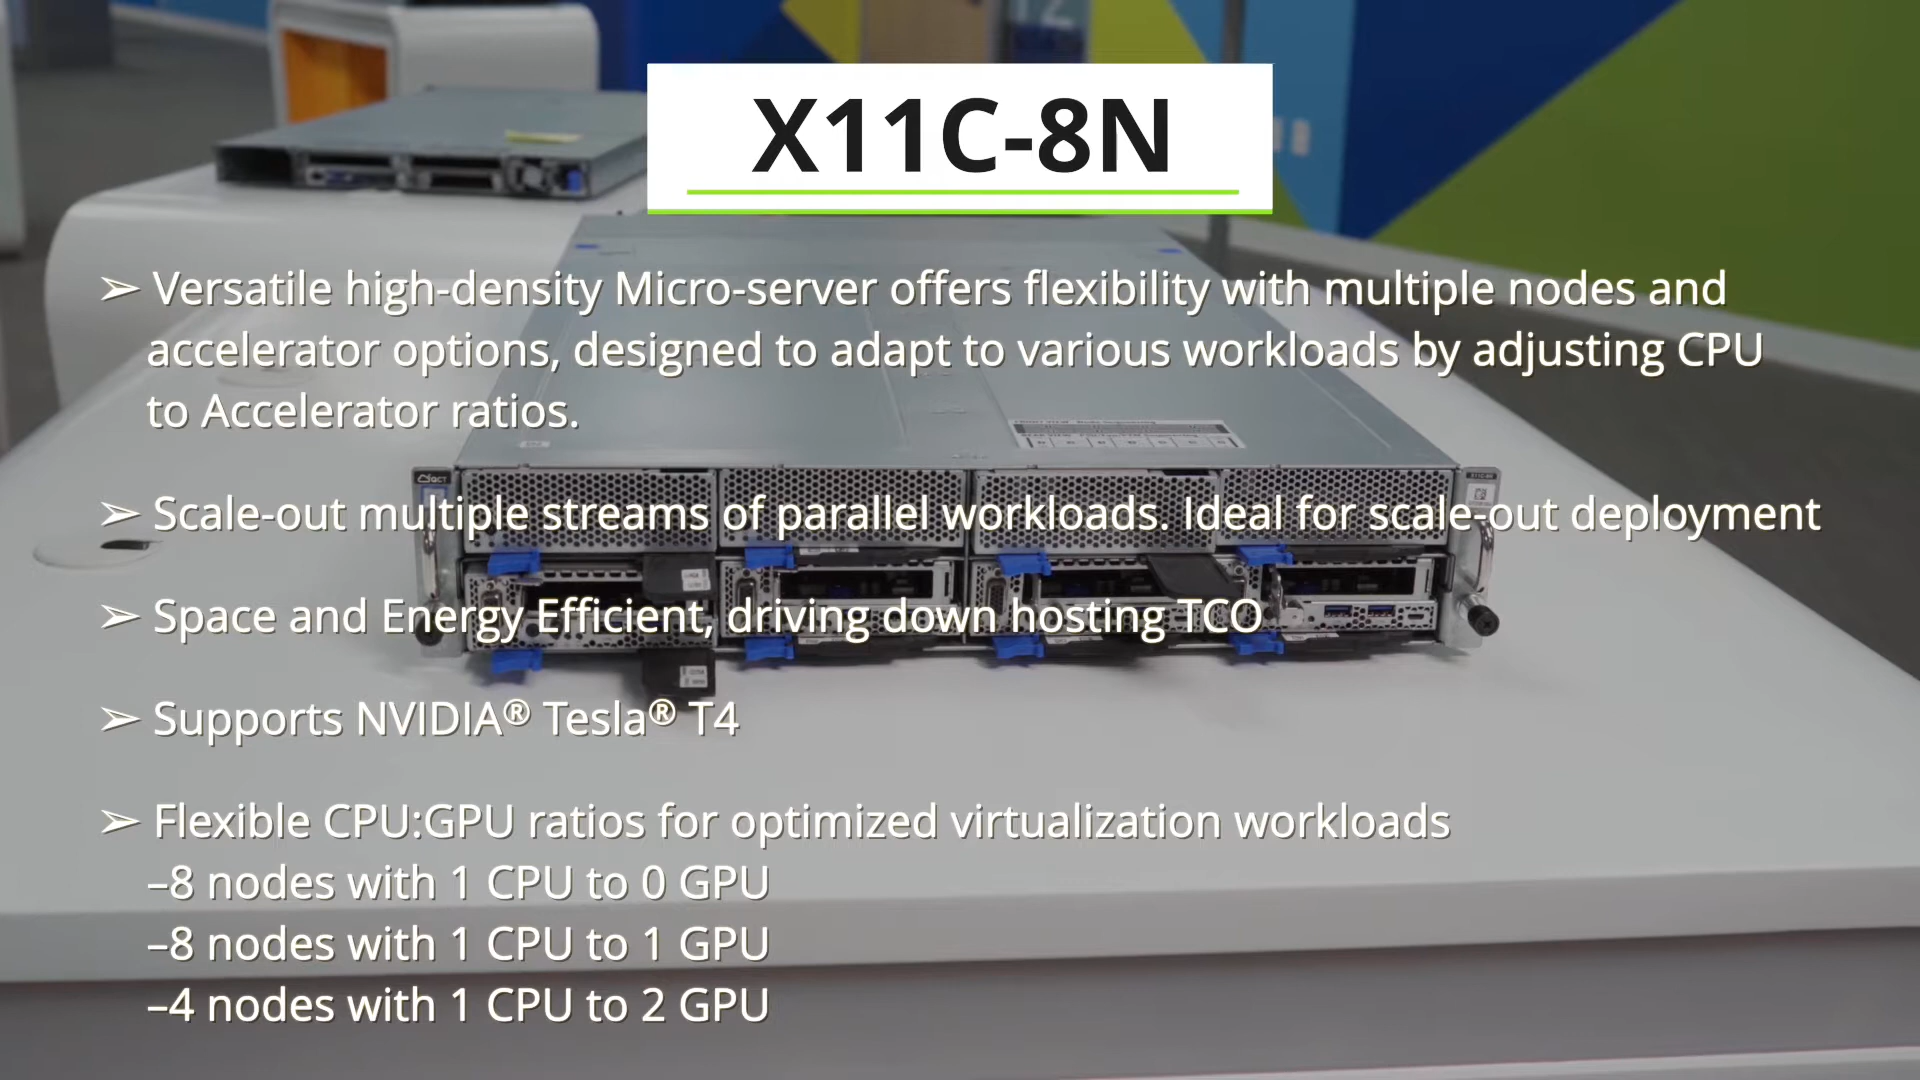 X11C-8N
➢ Versatile high-density Micro-server offers flexibility with multiple nodes and
accelerator options, designed to adapt to various workloads by adjusting CPU
to Accelerator ratios.
➢ Scale-out multiple streams of parallel workloads. Ideal for scale-out deployment
➢ Space and Energy Efficient, driving down hosting TCO
➢ Supports NVIDIA® Tesla® T4
➢ Flexible CPU:GPU ratios for optimized virtualization workloads
–8 nodes with 1 CPU to 0 GPU
–8 nodes with 1 CPU to 1 GPU
–4 nodes with 1 CPU to 2 GPU
QCT